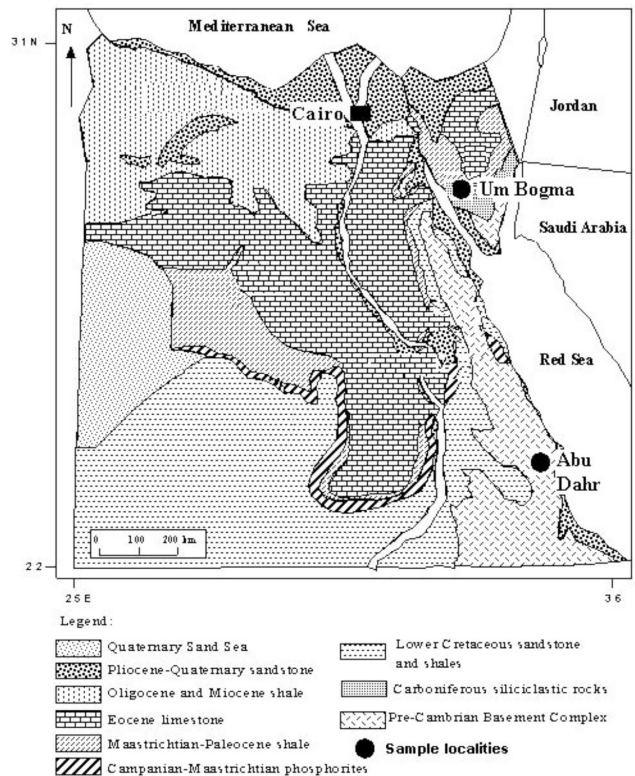 Mediterranean Sea
31 N
N
Cairo
Jordan
Um Bogma
Saudi Arabia
Red Sea
Abu
Dahr
0 100 200 km.
22
25E
36
Legend:
Quaternary Sand Sea
Pliocene-Quaternary sandstone
Oligocene and Miocene shale
Eocene limestone
Maastrichtian-Paleocene shale
Campanian-Maastrichtian phosphorites
Lower Cretaceous sandstone
and shales
Carboniferous siliciclastic rocks
Pre-Cambrian Basement Complex
Sample localities